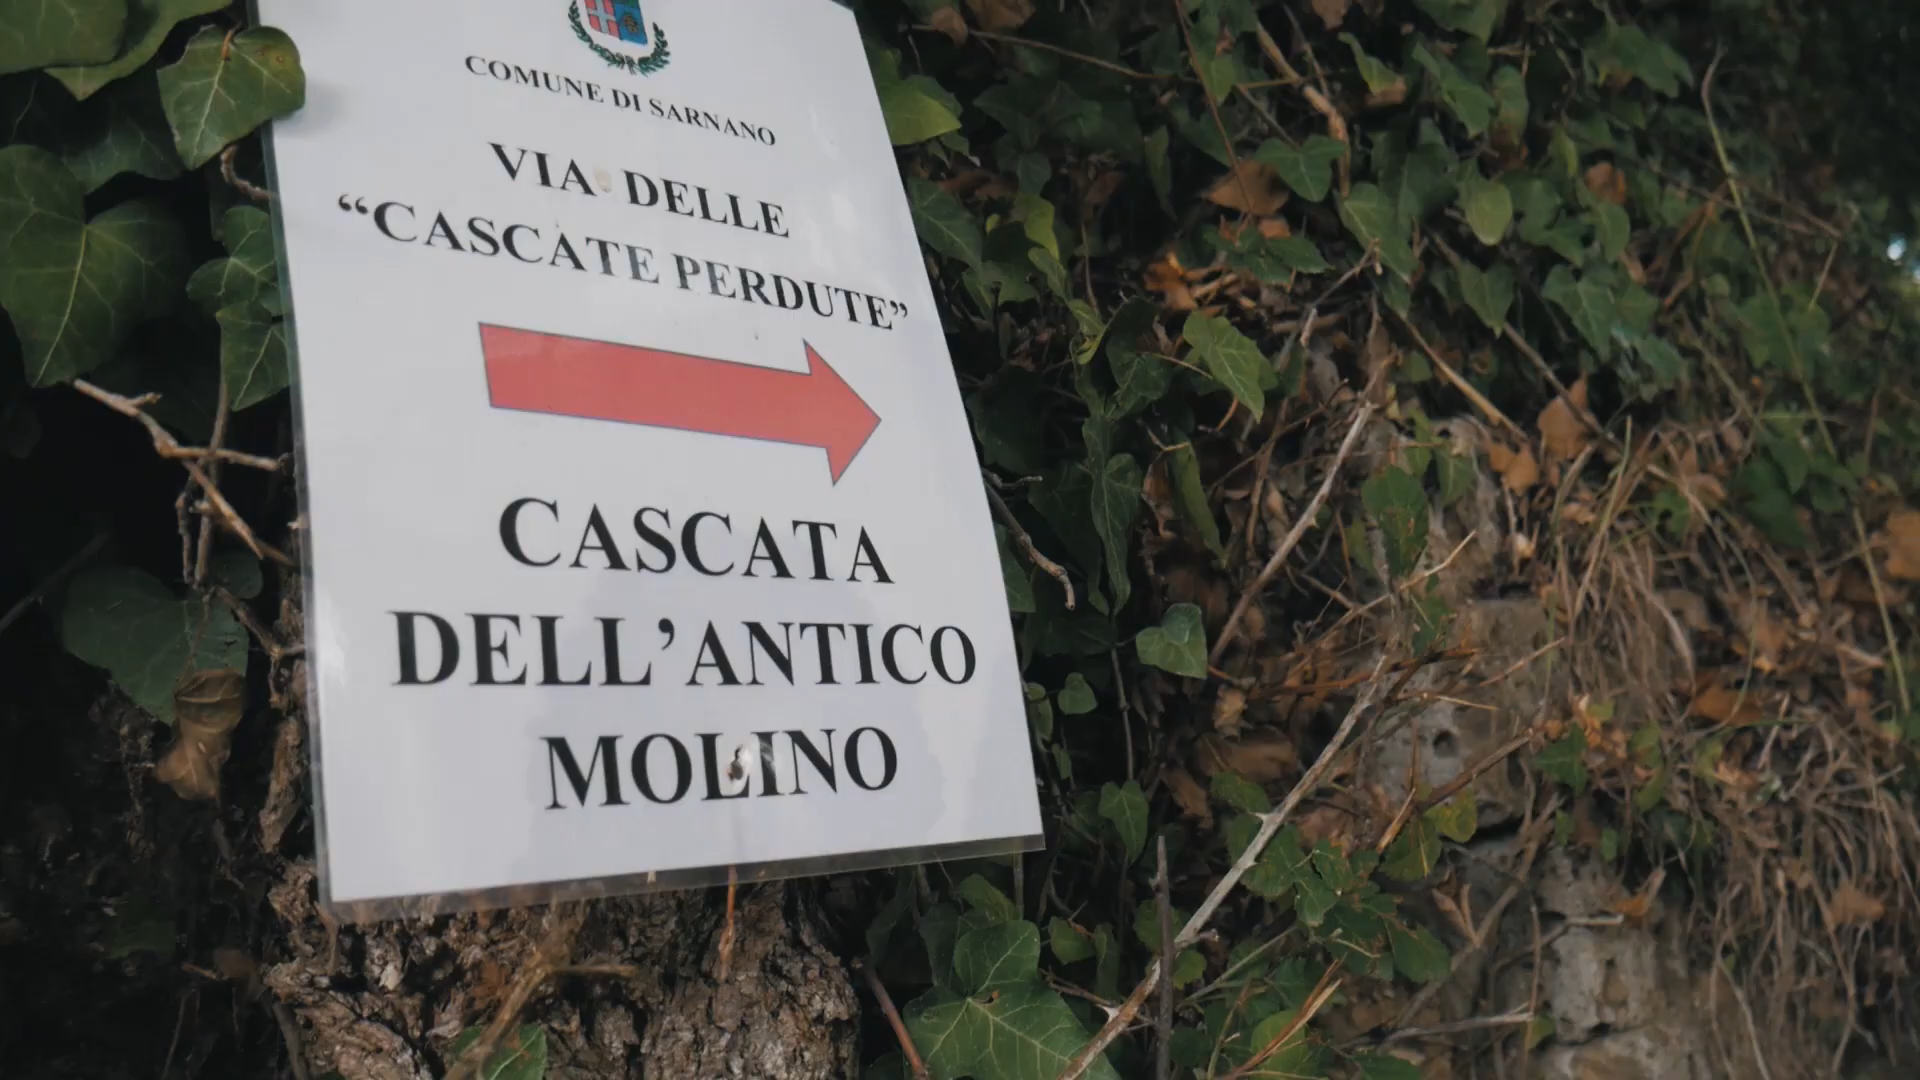 COMUNE DI SARNANO
VIA DELLE
“CASCATE PERDUTE”
CASCATA
DELL’ANTICO
MOLINO